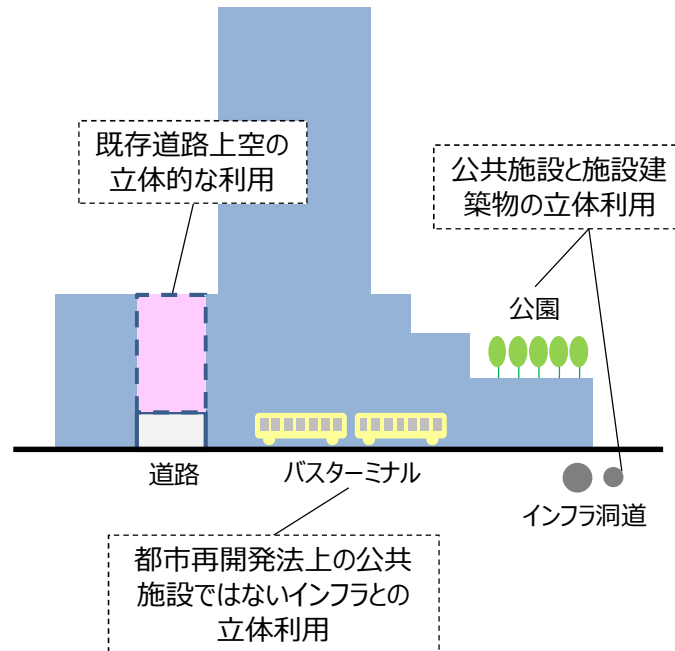 既存道路上空の
立体的な利用
公共施設と施設建
築物の立体利用
公園
道路
バスターミナル
インフラ洞道
都市再開発法上の公共
施設ではないインフラとの
立体利用